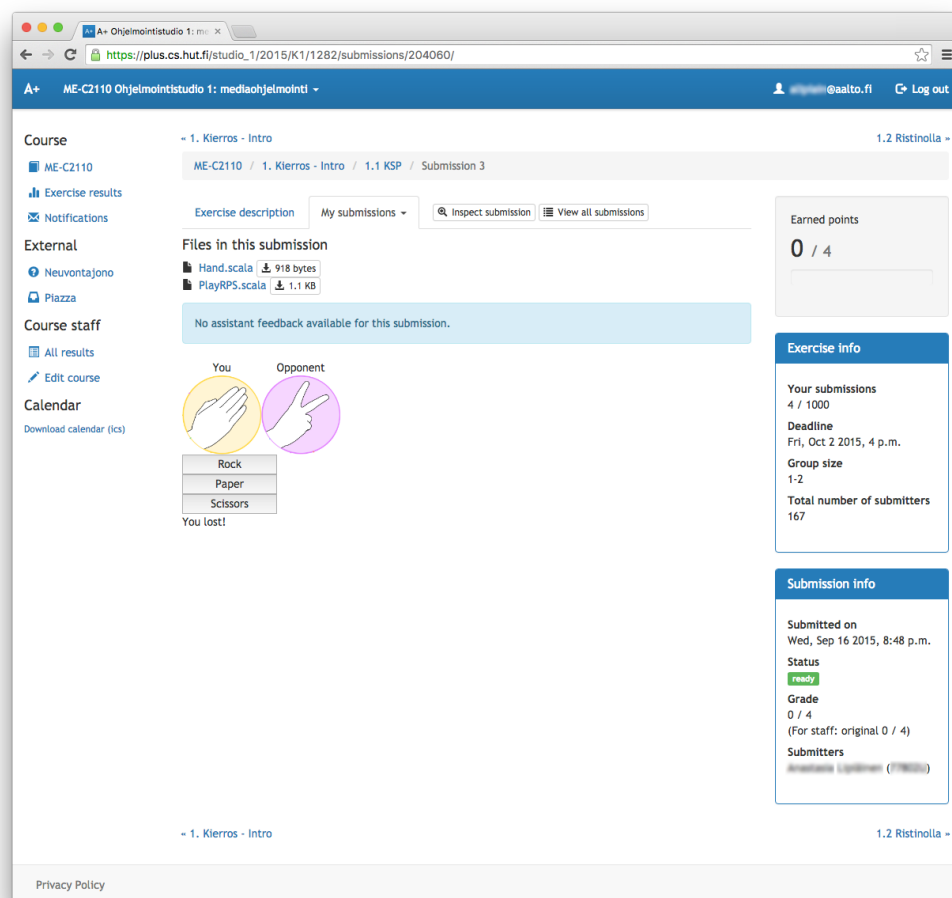 A+ Ohjelmointistudio 1: me
https://plus.cs.hut.fi/studio_1/2015/K1/1282/submissions/204060/
A+ ME-C2110 Ohjelmointistudio 1: mediaohjelmointi @aalto.fi Log out
Course
ME-C2110
Exercise results
Notifications
External
Neuvontajono
Piazza
Course staff
All results
Edit course
Calendar
Download calendar (ics)
« 1. Kierros - Intro 1.2 Ristinolla »
ME-C2110 / 1. Kierros - Intro / 1.1 KSP / Submission 3
Exercise description My submissions Inspect submission View all submissions
Files in this submission
Hand.scala 918 bytes
PlayRPS.scala 1.1 KB
No assistant feedback available for this submission.
You Opponent
Rock
Paper
Scissors
You lost!
Earned points
0 / 4
Exercise info
Your submissions
4 / 1000
Deadline
Fri, Oct 2 2015, 4 p.m.
Group size
1-2
Total number of submitters
167
Submission info
Submitted on
Wed, Sep 16 2015, 8:48 p.m.
Status
ready
Grade
0 / 4
(For staff: original 0 / 4)
Submitters
« 1. Kierros - Intro 1.2 Ristinolla »
Privacy Policy